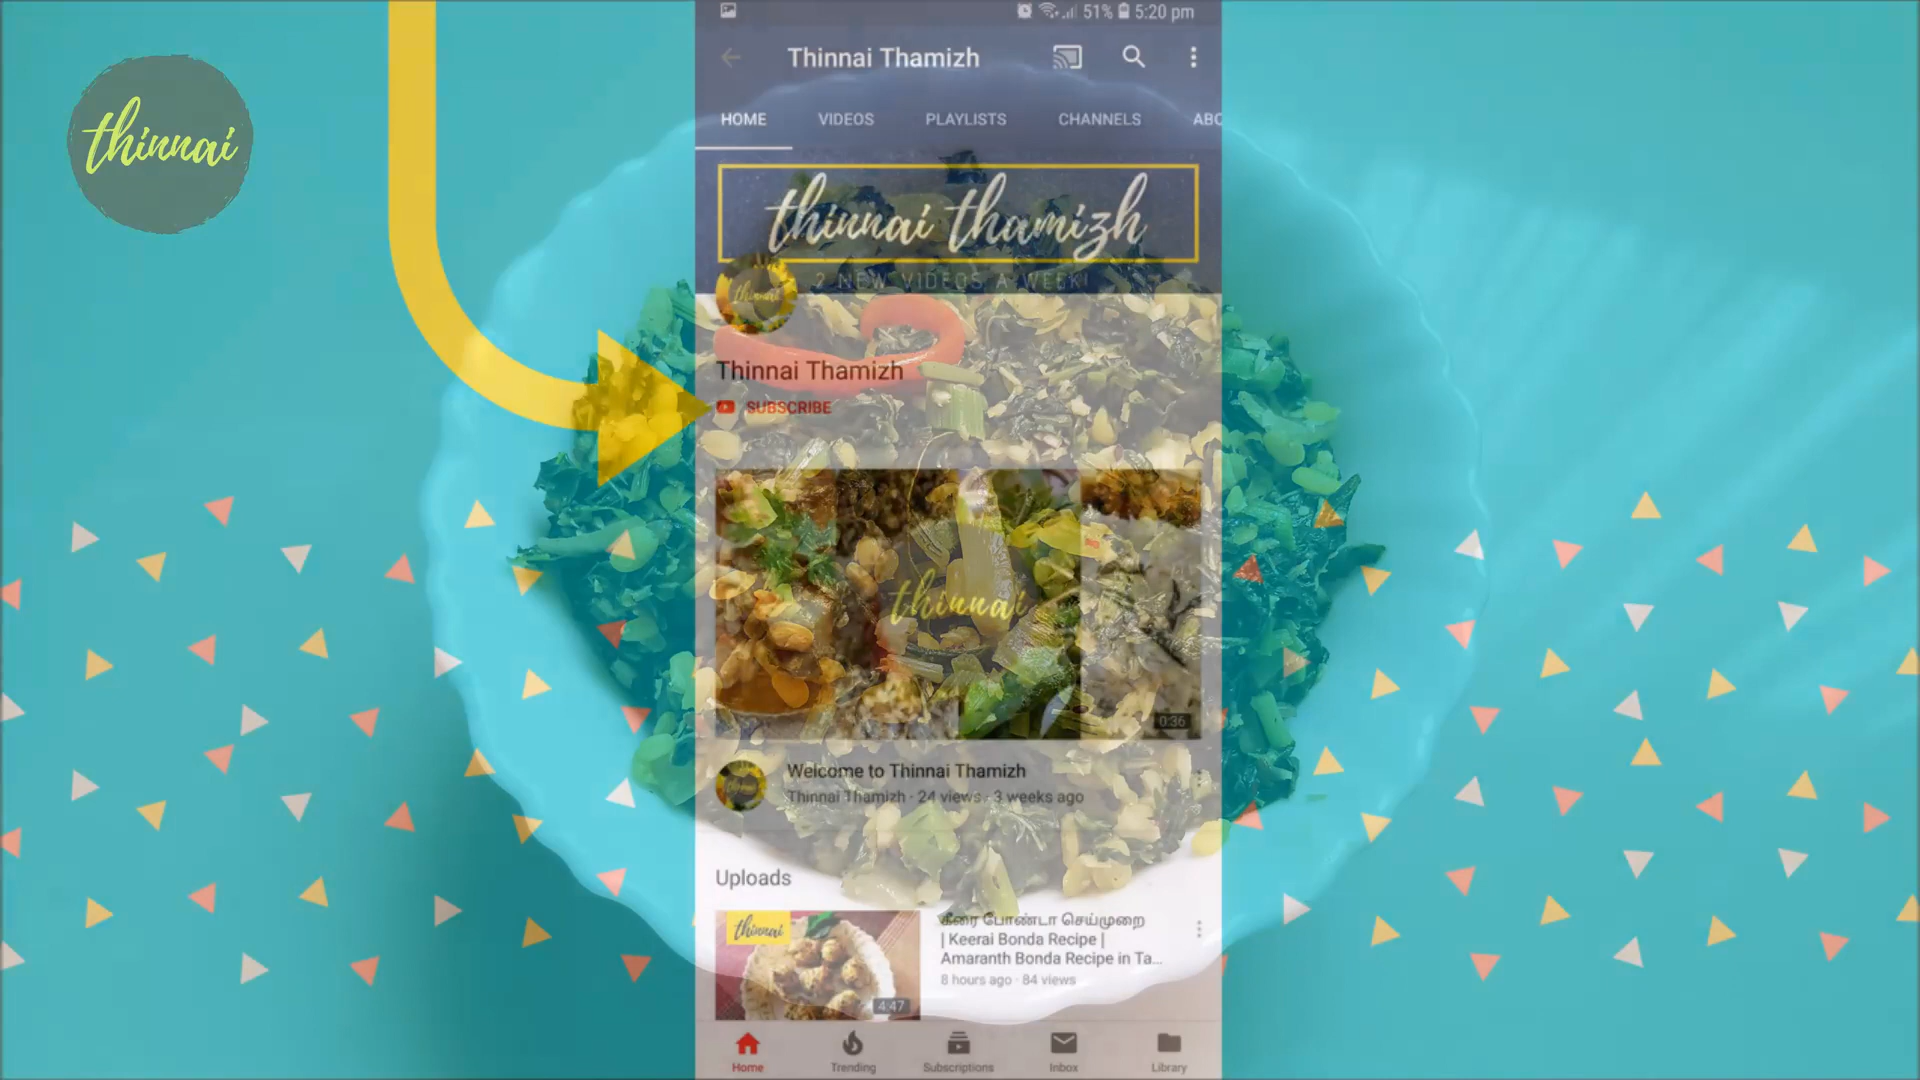 51% 5:20 pm
thinnai
Thinnai Thamizh
HOME VIDEOS PLAYLISTS CHANNELS ABO
thinnai thamizh
2 NEW VIDEOS A WEEK!
thinnai
Thinnai Thamizh
SUBSCRIBE
thinnai
0:36
Welcome to Thinnai Thamizh
Thinnai Thamizh · 24 views · 3 weeks ago
Uploads
thinnai
4:47
கீரை போண்டா செய்முறை
| Keerai Bonda Recipe |
Amaranth Bonda Recipe in Ta...
8 hours ago · 84 views
Home Trending Subscriptions Inbox Library